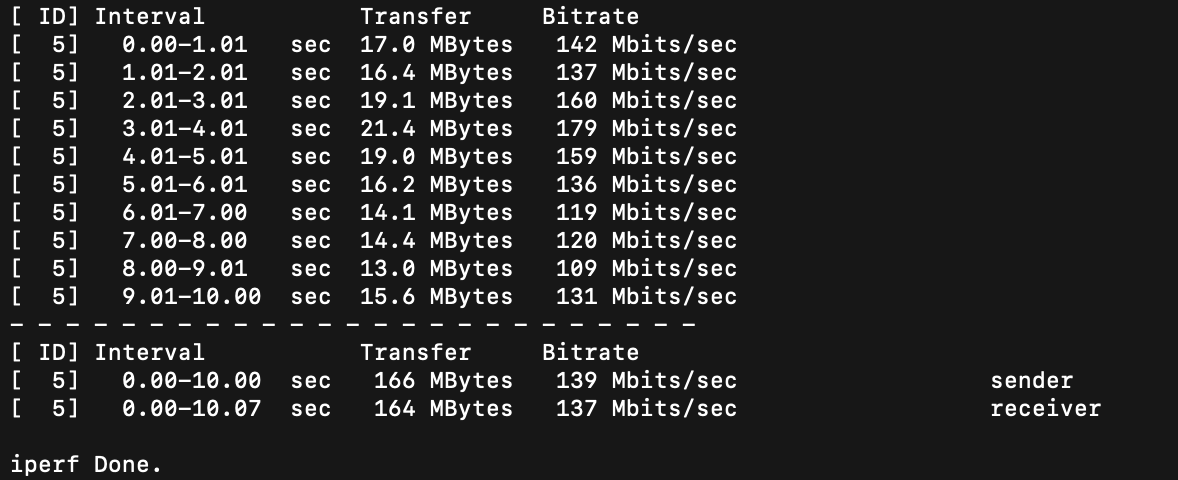 [ ID] Interval           Transfer     Bitrate
[  5]   0.00-1.01   sec  17.0 MBytes   142 Mbits/sec
[  5]   1.01-2.01   sec  16.4 MBytes   137 Mbits/sec
[  5]   2.01-3.01   sec  19.1 MBytes   160 Mbits/sec
[  5]   3.01-4.01   sec  21.4 MBytes   179 Mbits/sec
[  5]   4.01-5.01   sec  19.0 MBytes   159 Mbits/sec
[  5]   5.01-6.01   sec  16.2 MBytes   136 Mbits/sec
[  5]   6.01-7.00   sec  14.1 MBytes   119 Mbits/sec
[  5]   7.00-8.00   sec  14.4 MBytes   120 Mbits/sec
[  5]   8.00-9.01   sec  13.0 MBytes   109 Mbits/sec
[  5]   9.01-10.00  sec  15.6 MBytes   131 Mbits/sec
- - - - - - - - - - - - - - - - - - - - - - - - -
[ ID] Interval           Transfer     Bitrate
[  5]   0.00-10.00  sec   166 MBytes   139 Mbits/sec                  sender
[  5]   0.00-10.07  sec   164 MBytes   137 Mbits/sec                  receiver
iperf Done.